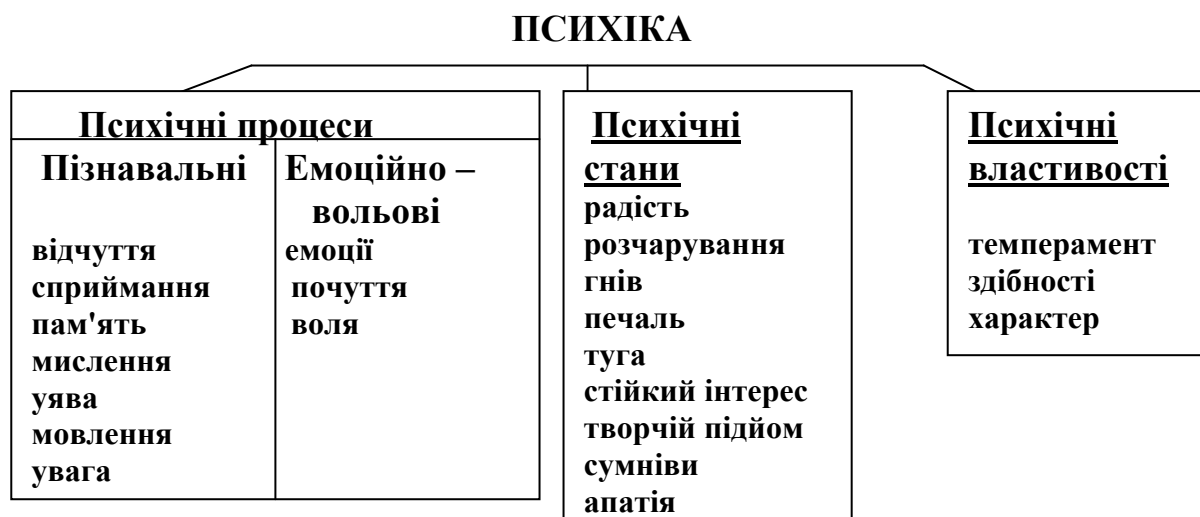 ПСИХІКА
Психічні процеси
Пізнавальні
відчуття
сприймання
пам'ять
мислення
уява
мовлення
увага
Емоційно –
вольові
емоції
почуття
воля
Психічні
стани
радість
розчарування
гнів
печаль
туга
стійкий інтерес
творчій підйом
сумніви
апатія
Психічні
властивості
темперамент
здібності
характер